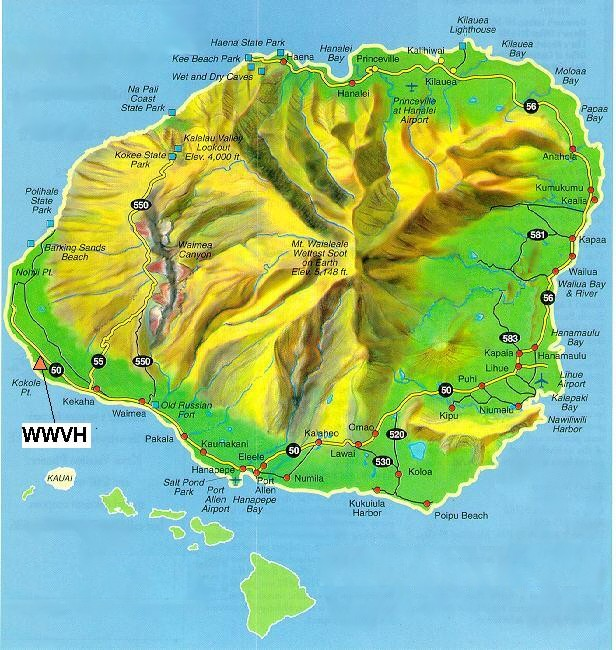 Kilauea
Lighthouse
Haena State Park
Hanalei
Bay
Kalihiwai
Kilauea
Bay
Kee Beach Park
Haena
Princeville
Wet and Dry Caves
Kilauea
Moloaa
Bay
Na Pali
Coast
State Park
Hanalei
Princeville
at Hanalei
Airport
56
Papaa
Bay
Kalalau Valley
Lookout
Elev. 4,000 ft
Kokee State
Park
Anahola
Polihale
State
Park
Kumukumu
Kealia
550
581
Kapaa
Barking Sands
Beach
Waimea
Canyon
Mt. Waialeale
Wettest Spot
on Earth
Elev. 5,148 ft.
Nohili Pt.
Wailua
Wailua Bay
& River
56
583
Hanamaulu
Bay
Kapaia
Hanamaulu
50
55
550
Lihue
Lihue
Airport
Kokole
Pt.
Kekaha
Puhi
50
Kalapaki
Bay
Waimea
Old Russian
Fort
Kipu
Niumalu
Nawiliwili
Harbor
WWVH
Pakala
Kalaheo
Omao
520
Kaumakani
Eleele
50
Lawai
530
Hanapepe
Koloa
KAUAI
Salt Pond
Park
Port
Allen
Numila
Port
Allen
Airport
Hanapepe
Bay
Kukuiula
Harbor
Poipu Beach